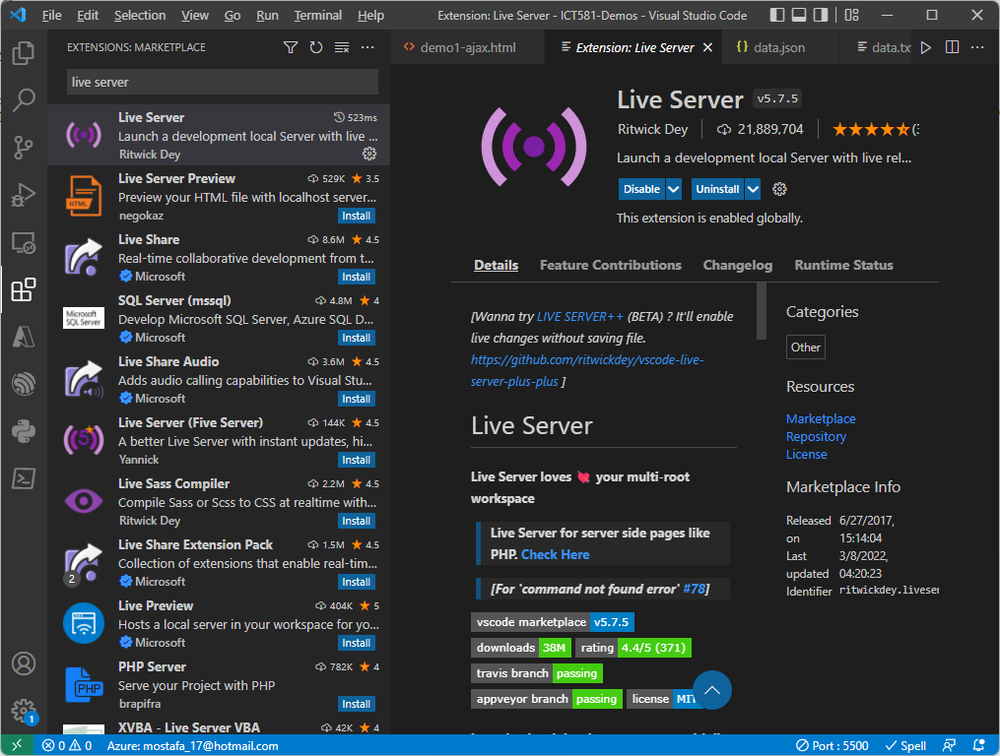 File Edit Selection View Go Run Terminal Help Extension: Live Server - ICT581-Demos - Visual Studio Code
EXTENSIONS: MARKETPLACE
live server
Live Server 523ms
Launch a development local Server with live ...
Ritwick Dey
Live Server Preview 529K 3.5
Preview your HTML file with localhost server...
negokaz Install
HTML
Live Share 8.6M 4.5
Real-time collaborative development from t...
Microsoft Install
SQL Server (mssql) 4.8M 4
Develop Microsoft SQL Server, Azure SQL D...
Microsoft Install
Microsoft
SQL Server
Live Share Audio 3.6M 4.5
Adds audio calling capabilities to Visual Stu...
Microsoft Install
Live Server (Five Server) 144K 4.5
A better Live Server with instant updates, hi...
Yannick Install
5
Live Sass Compiler 2.2M 4.5
Compile Sass or Scss to CSS at realtime with...
Ritwick Dey Install
Live Share Extension Pack 1.5M 4.5
Collection of extensions that enable real-tim...
Microsoft Install
2
Live Preview 404K 5
Hosts a local server in your workspace for yo...
Microsoft Install
PHP Server 782K 4
Serve your Project with PHP
brapifra Install
PHP
XVBA - Live Server VBA 42K 4
demo1-ajax.html Extension: Live Server {} data.json data.tx
Live Server v5.7.5
Ritwick Dey 21,889,704
Launch a development local Server with live rel...
Disable Uninstall
This extension is enabled globally.
Details Feature Contributions Changelog Runtime Status
[Wanna try LIVE SERVER++ (BETA) ? It'll enable
live changes without saving file.
https://github.com/ritwickdey/vscode-live-
server-plus-plus ]
Live Server
Live Server loves your multi-root
workspace
Live Server for server side pages like
PHP. Check Here
[For 'command not found error' #78]
vscode marketplace v5.7.5
downloads 38M rating 4.4/5 (371)
travis branch passing
appveyor branch passing license MIT
Categories
Other
Resources
Marketplace
Repository
License
Marketplace Info
Released 6/27/2017,
on 15:14:04
Last 3/8/2022,
updated 04:20:23
Identifier ritwickdey.liveser
1
0 0 Azure: mostafa_17@hotmail.com Port : 5500 Spell